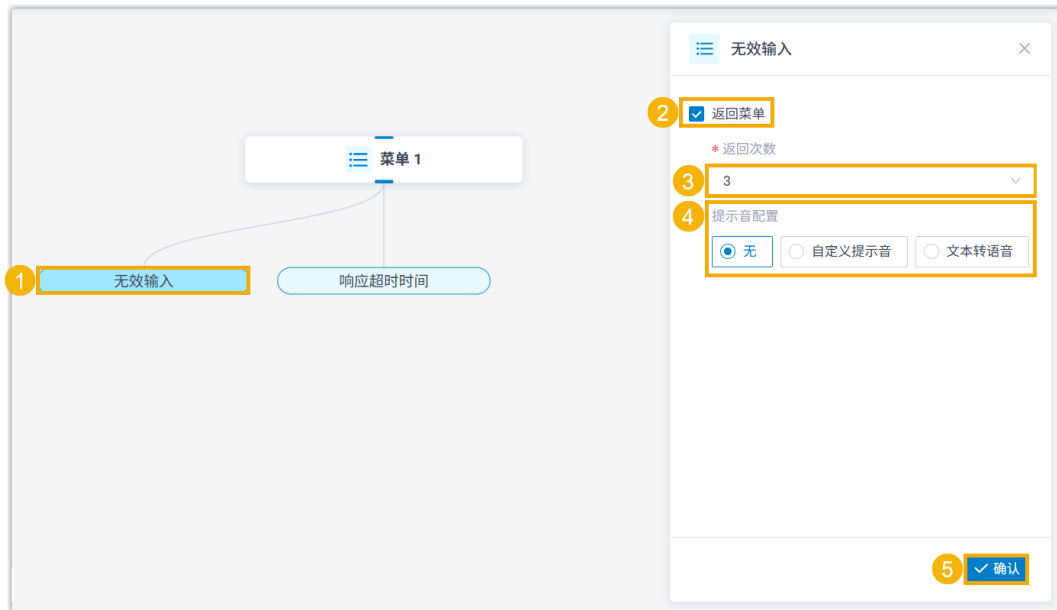 菜单 1
1 无效输入
响应超时时间
无效输入
2 返回菜单
* 返回次数
3 3
4 提示音配置
无 自定义提示音 文本转语音
5 确认